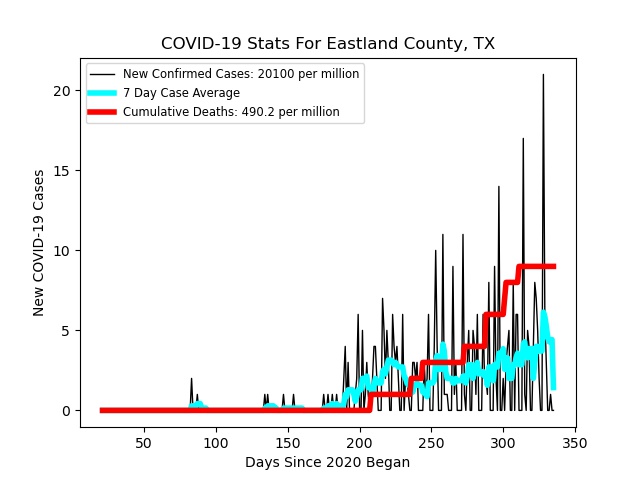 COVID-19 Stats For Eastland County, TX
New Confirmed Cases: 20100 per million
7 Day Case Average
Cumulative Deaths: 490.2 per million
New COVID-19 Cases
20
15
10
5
0
50
100
150
200
250
300
350
Days Since 2020 Began